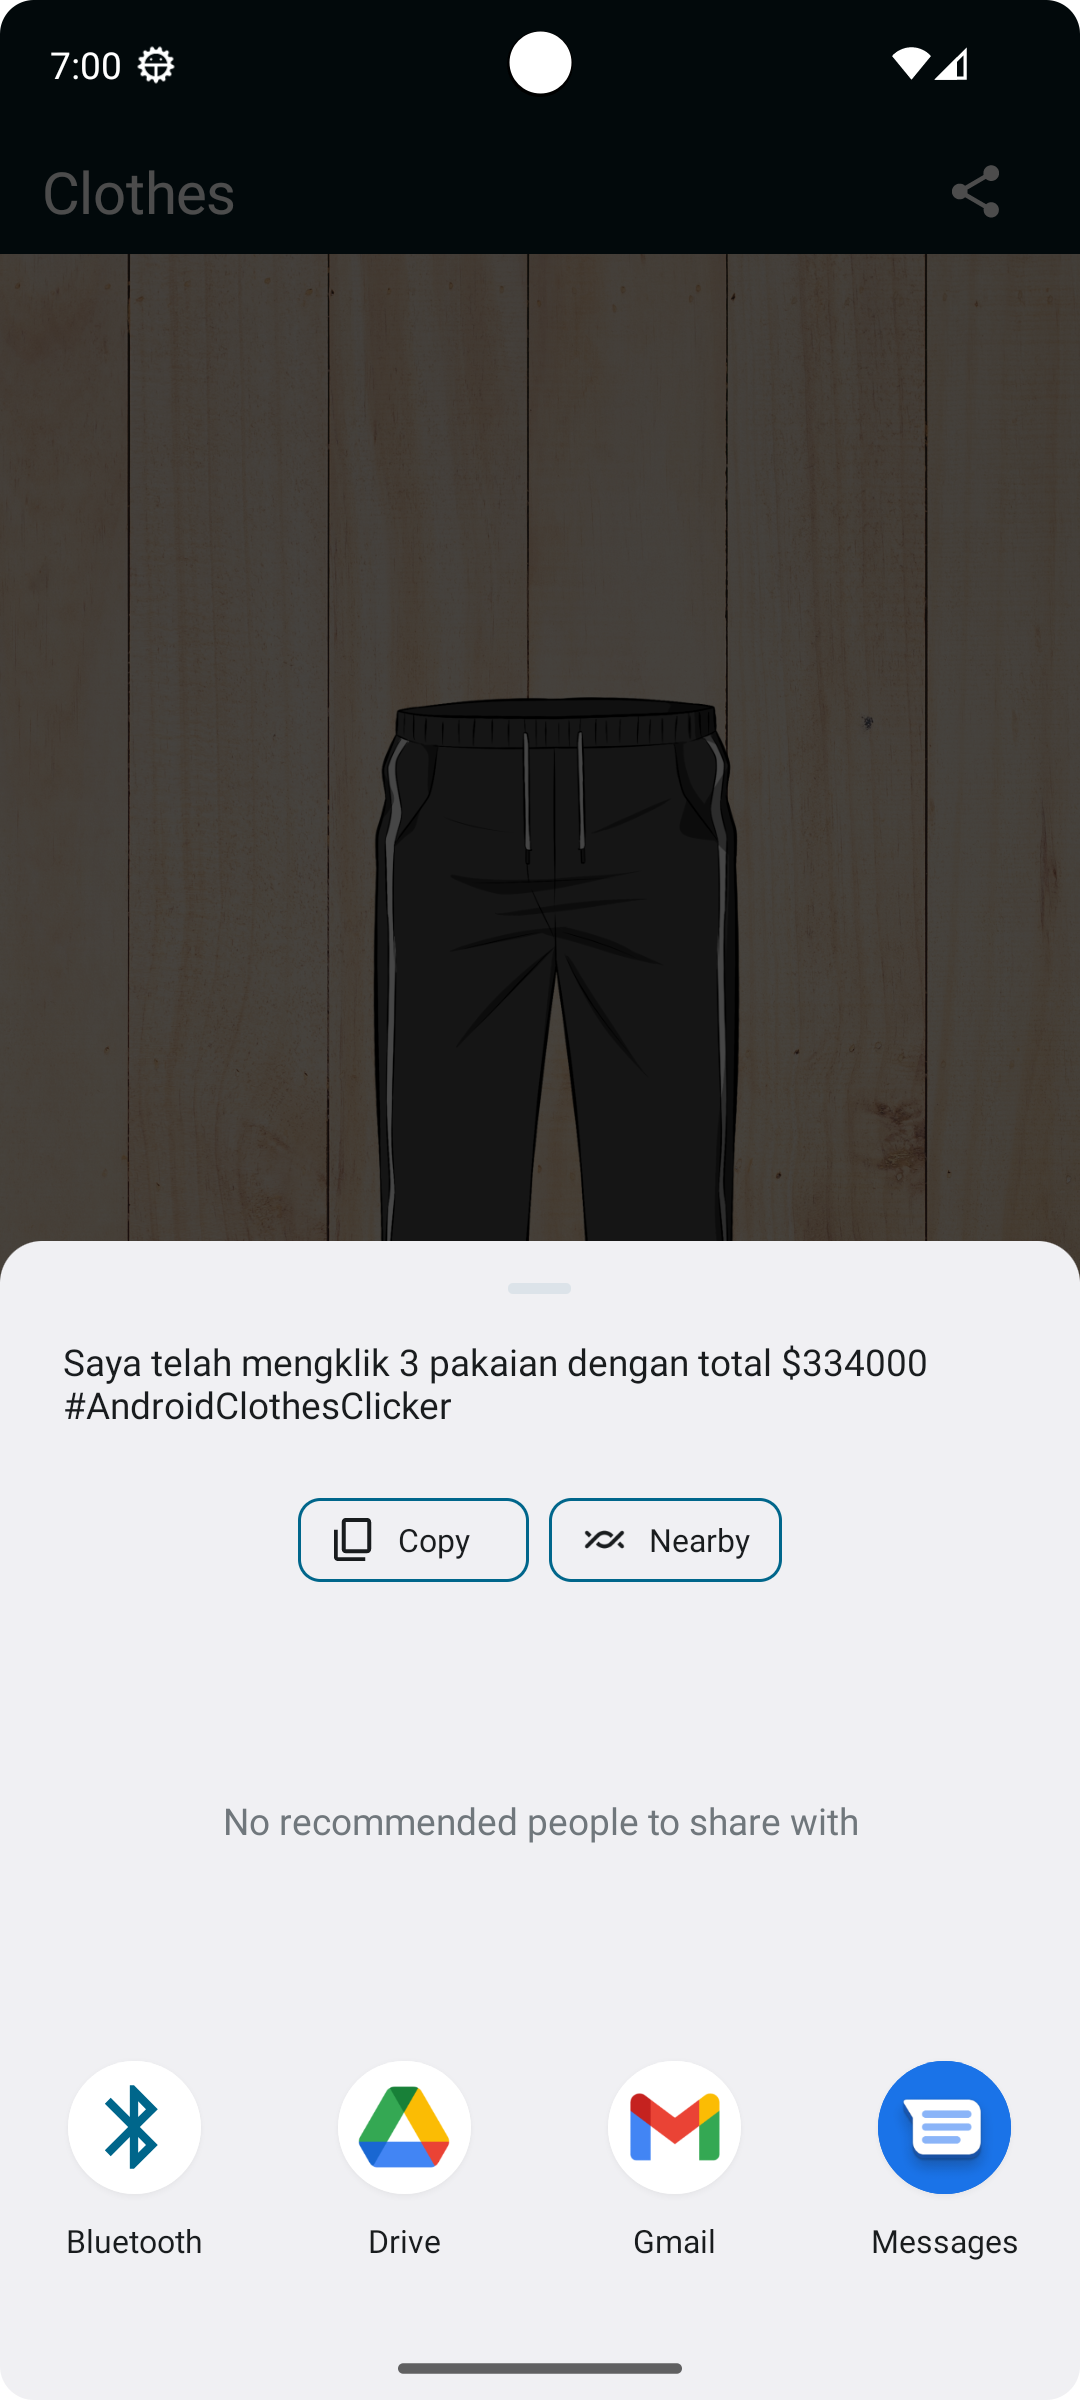 7:00
Clothes
Saya telah mengklik 3 pakaian dengan total $334000
#AndroidClothesClicker
Copy
Nearby
No recommended people to share with
Bluetooth
Drive
Gmail
Messages